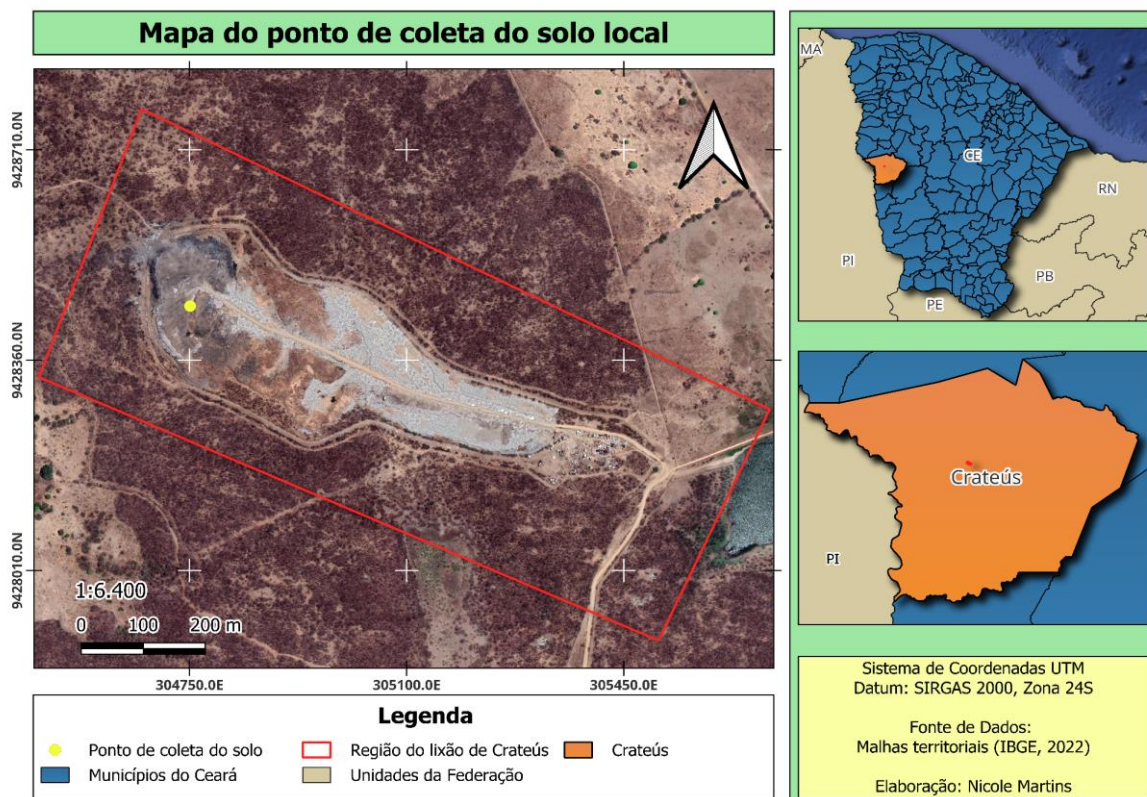 Mapa do ponto de coleta do solo local
9428710.0N
9428360.0N
9428010.0N
1:6.400
0 100 200 m
304750.0E 305100.0E 305450.0E
Legenda
Ponto de coleta do solo
Região do lixão de Crateús
Crateús
Municípios do Ceará
Unidades da Federação
MA
CE
RN
PI
PB
PE
Crateús
PI
Sistema de Coordenadas UTM
Datum: SIRGAS 2000, Zona 24S
Fonte de Dados:
Malhas territoriais (IBGE, 2022)
Elaboração: Nicole Martins